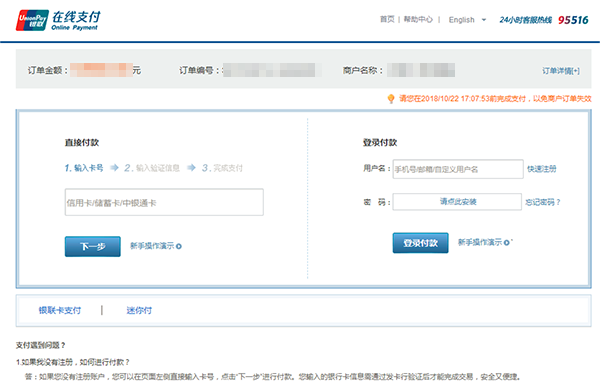 UnionPay 银联 在线支付 Online Payment
首页 | 帮助中心 | English 24小时客服热线 95516
订单金额： 元 订单编号： 商户名称： 订单详情[+]
请您在2018/10/22 17:07:53前完成支付，以免商户订单失效
直接付款
1. 输入卡号 2. 输入验证信息 3. 完成支付
信用卡/储蓄卡/中银通卡
下一步 新手操作演示
登录付款
用户名： 手机号/邮箱/自定义用户名 快速注册
密 码： 请点此安装 忘记密码？
登录付款 新手操作演示
银联卡支付 | 迷你付
支付遇到问题？
1.如果我没有注册，如何进行付款？
答：如果您没有注册账户，您可以在页面左侧直接输入卡号，点击“下一步”进行付款。您输入的银行卡信息需通过发卡行验证后才能完成交易，安全又便捷。